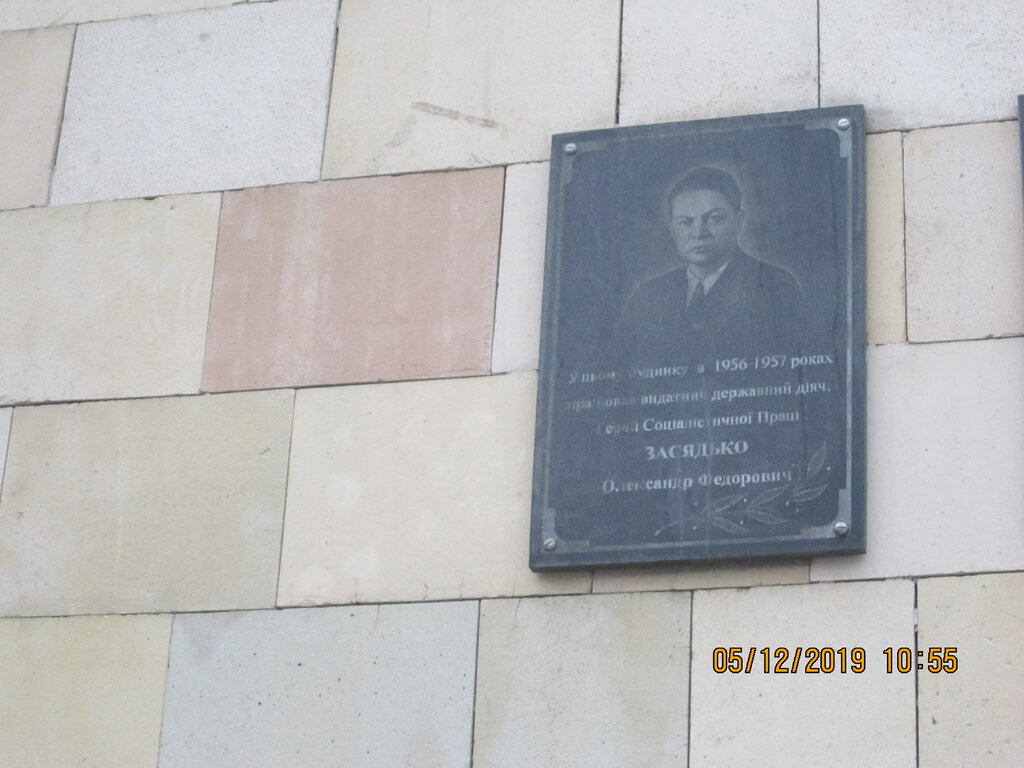 У цьому будинку в 1956-1957 роках
працював видатний державний діяч,
Герой Соціалістичної Праці
ЗАСЯДЬКО
Олександр Федорович
05/12/2019 10:55